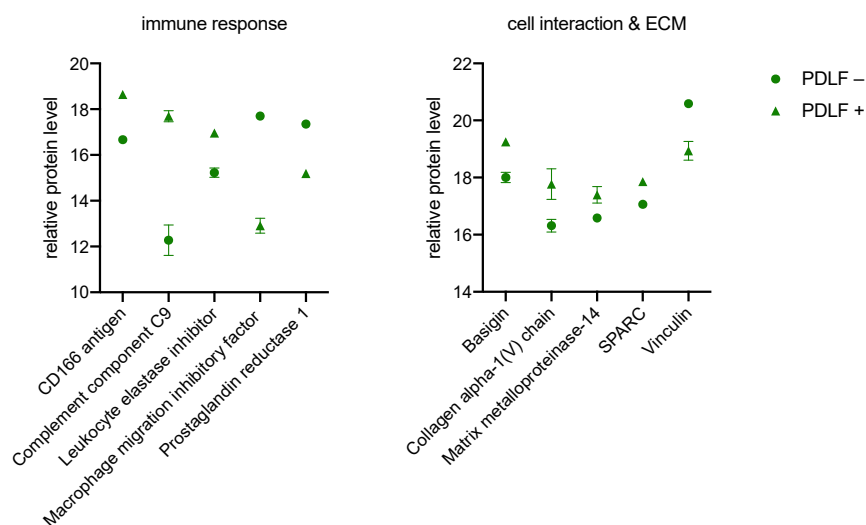 immune response
relative protein level
20
18
16
14
12
10
CD166 antigen
Complement component C9
Leukocyte elastase inhibitor
Macrophage migration inhibitory factor
Prostaglandin reductase 1
cell interaction & ECM
relative protein level
22
20
18
16
14
Basigin
Collagen alpha-1(V) chain
Matrix metalloproteinase-14
SPARC
Vinculin
PDLF –
PDLF +